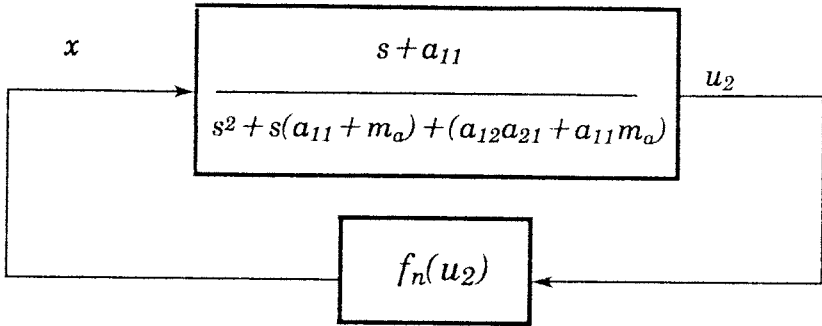 x
s + a₁₁
s² + s(a₁₁ + mₐ) + (a₁₂a₂₁ + a₁₁mₐ)
u₂
fₙ(u₂)